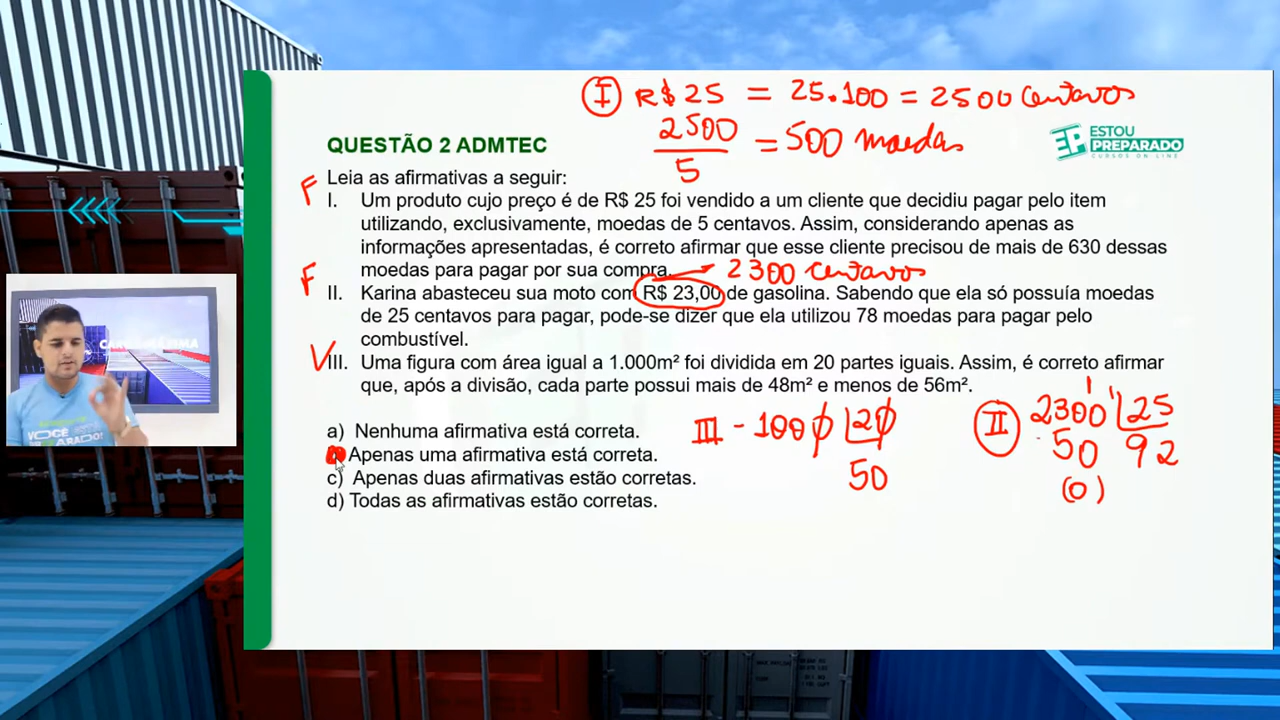 Ⓘ R$ 25 = 25.100 = 2500 centavos
2500
5
= 500 moedas
ESTOU
PREPARADO
CURSOS ON LINE
QUESTÃO 2 ADMTEC
Leia as afirmativas a seguir:
F
I. Um produto cujo preço é de R$ 25 foi vendido a um cliente que decidiu pagar pelo item
utilizando, exclusivamente, moedas de 5 centavos. Assim, considerando apenas as
informações apresentadas, é correto afirmar que esse cliente precisou de mais de 630 dessas
moedas para pagar por sua compra.
2300 centavos
F
II. Karina abasteceu sua moto com R$ 23,00 de gasolina. Sabendo que ela só possuía moedas
de 25 centavos para pagar, pode-se dizer que ela utilizou 78 moedas para pagar pelo
combustível.
V
III. Uma figura com área igual a 1.000m² foi dividida em 20 partes iguais. Assim, é correto afirmar
que, após a divisão, cada parte possui mais de 48m² e menos de 56m².
a) Nenhuma afirmativa está correta.
Apenas uma afirmativa está correta.
c) Apenas duas afirmativas estão corretas.
d) Todas as afirmativas estão corretas.
III - 1000 20
50
II 2300 25
50 92
(0)